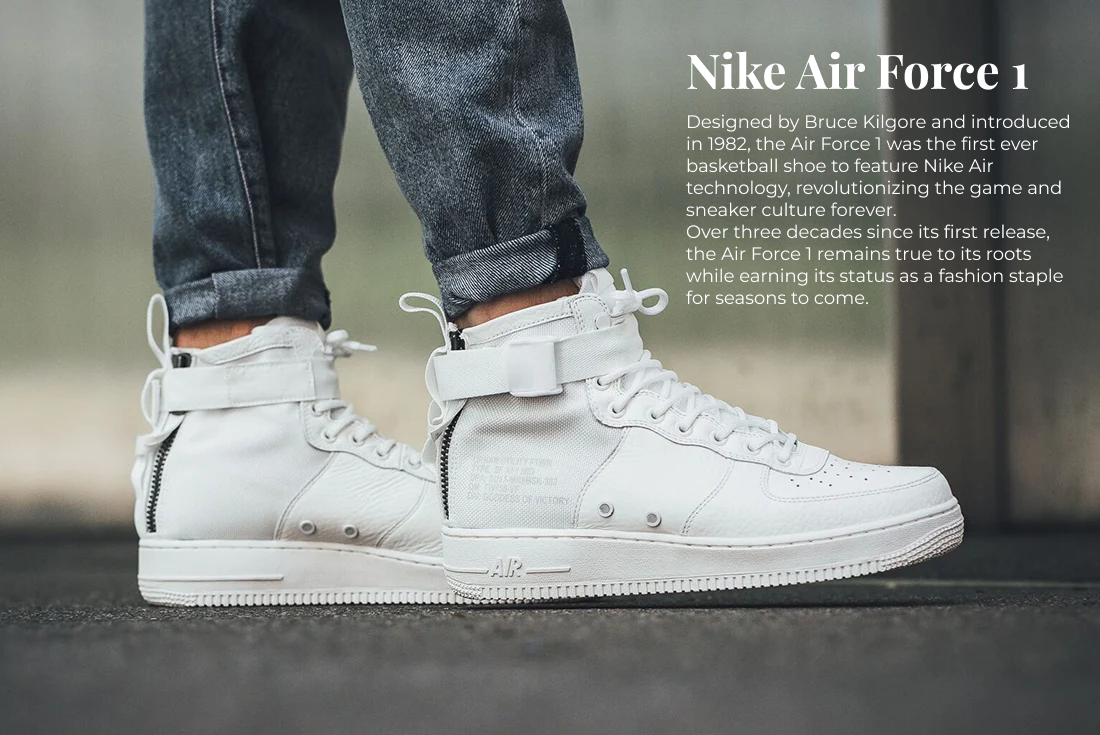 Nike Air Force 1
Designed by Bruce Kilgore and introduced
in 1982, the Air Force 1 was the first ever
basketball shoe to feature Nike Air
technology, revolutionizing the game and
sneaker culture forever.
Over three decades since its first release,
the Air Force 1 remains true to its roots
while earning its status as a fashion staple
for seasons to come.
GODDESS OF VICTORY
AIR